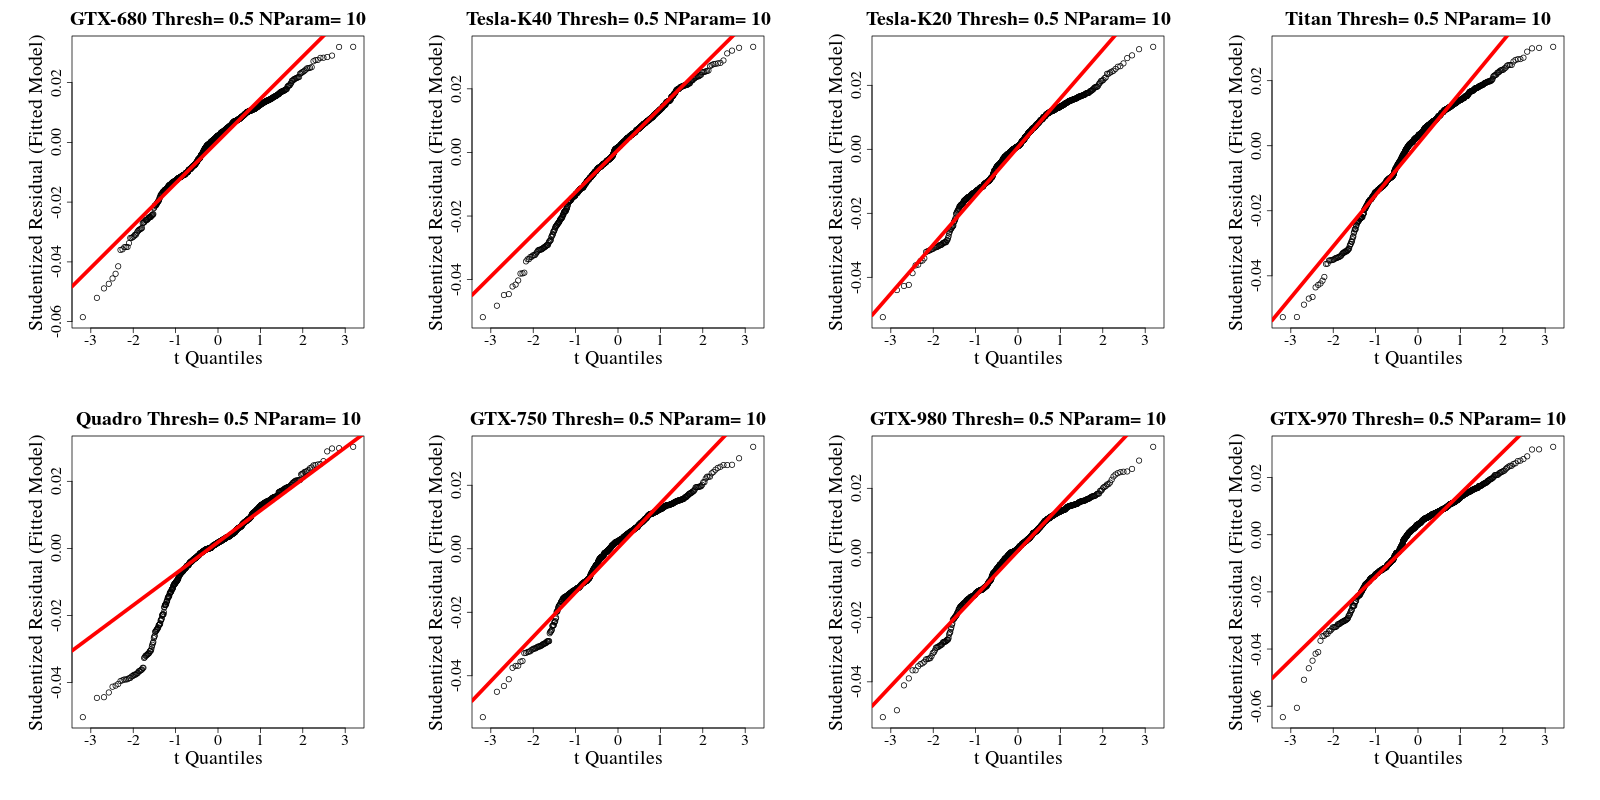 GTX-680 Thresh= 0.5 NParam= 10
Studentized Residual (Fitted Model)
0.02
0.00
-0.02
-0.04
-0.06
-3 -2 -1 0 1 2 3
t Quantiles
Tesla-K40 Thresh= 0.5 NParam= 10
Studentized Residual (Fitted Model)
0.02
0.00
-0.02
-0.04
-3 -2 -1 0 1 2 3
t Quantiles
Tesla-K20 Thresh= 0.5 NParam= 10
Studentized Residual (Fitted Model)
0.02
0.00
-0.02
-0.04
-3 -2 -1 0 1 2 3
t Quantiles
Titan Thresh= 0.5 NParam= 10
Studentized Residual (Fitted Model)
0.02
0.00
-0.02
-0.04
-3 -2 -1 0 1 2 3
t Quantiles
Quadro Thresh= 0.5 NParam= 10
Studentized Residual (Fitted Model)
0.02
0.00
-0.02
-0.04
-3 -2 -1 0 1 2 3
t Quantiles
GTX-750 Thresh= 0.5 NParam= 10
Studentized Residual (Fitted Model)
0.02
0.00
-0.02
-0.04
-3 -2 -1 0 1 2 3
t Quantiles
GTX-980 Thresh= 0.5 NParam= 10
Studentized Residual (Fitted Model)
0.02
0.00
-0.02
-0.04
-3 -2 -1 0 1 2 3
t Quantiles
GTX-970 Thresh= 0.5 NParam= 10
Studentized Residual (Fitted Model)
0.02
0.00
-0.02
-0.04
-0.06
-3 -2 -1 0 1 2 3
t Quantiles